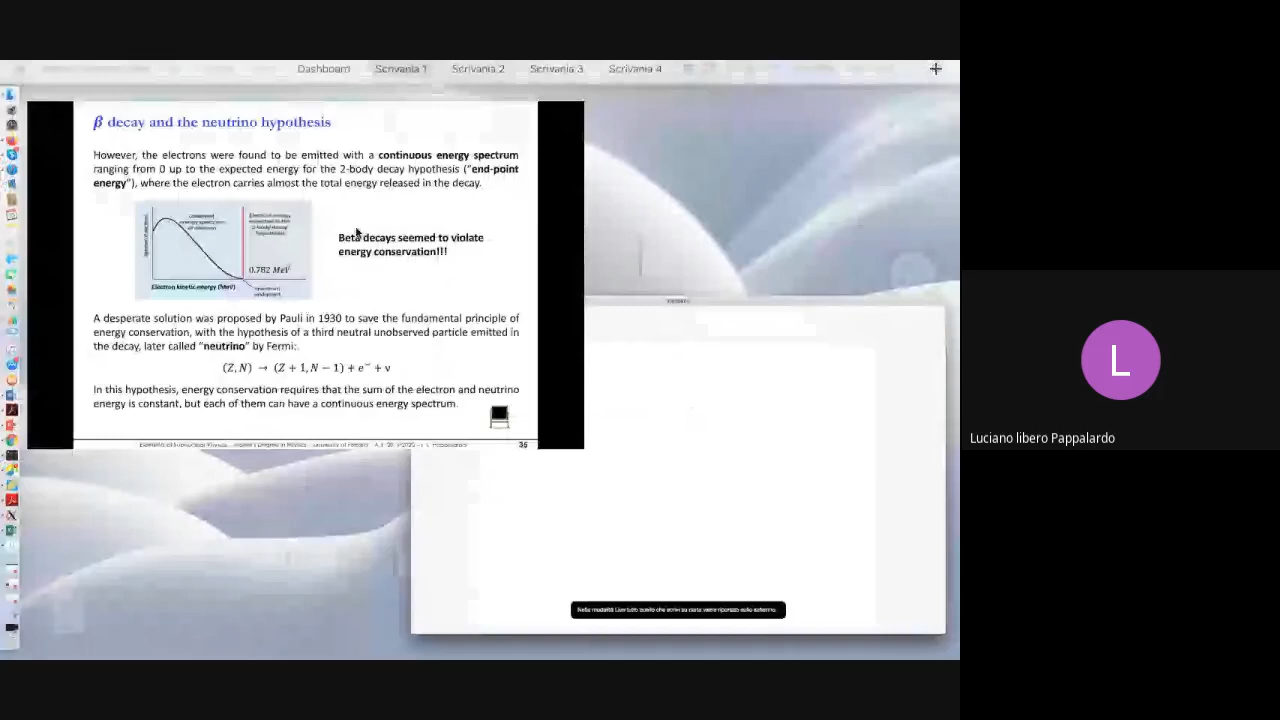 Dashboard Scrivania 1 Scrivania 2 Scrivania 3 Scrivania 4
β decay and the neutrino hypothesis
However, the electrons were found to be emitted with a continuous energy spectrum
ranging from 0 up to the expected energy for the 2-body decay hypothesis ("end-point
energy"), where the electron carries almost the total energy released in the decay.
0.782 MeV
Electron kinetic energy (MeV)
Beta decays seemed to violate
energy conservation!!!
A desperate solution was proposed by Pauli in 1930 to save the fundamental principle of
energy conservation, with the hypothesis of a third neutral unobserved particle emitted in
the decay, later called "neutrino" by Fermi:
(Z, N) → (Z + 1, N − 1) + e⁻ + ν
In this hypothesis, energy conservation requires that the sum of the electron and neutrino
energy is constant, but each of them can have a continuous energy spectrum.
36
L
Luciano libero Pappalardo